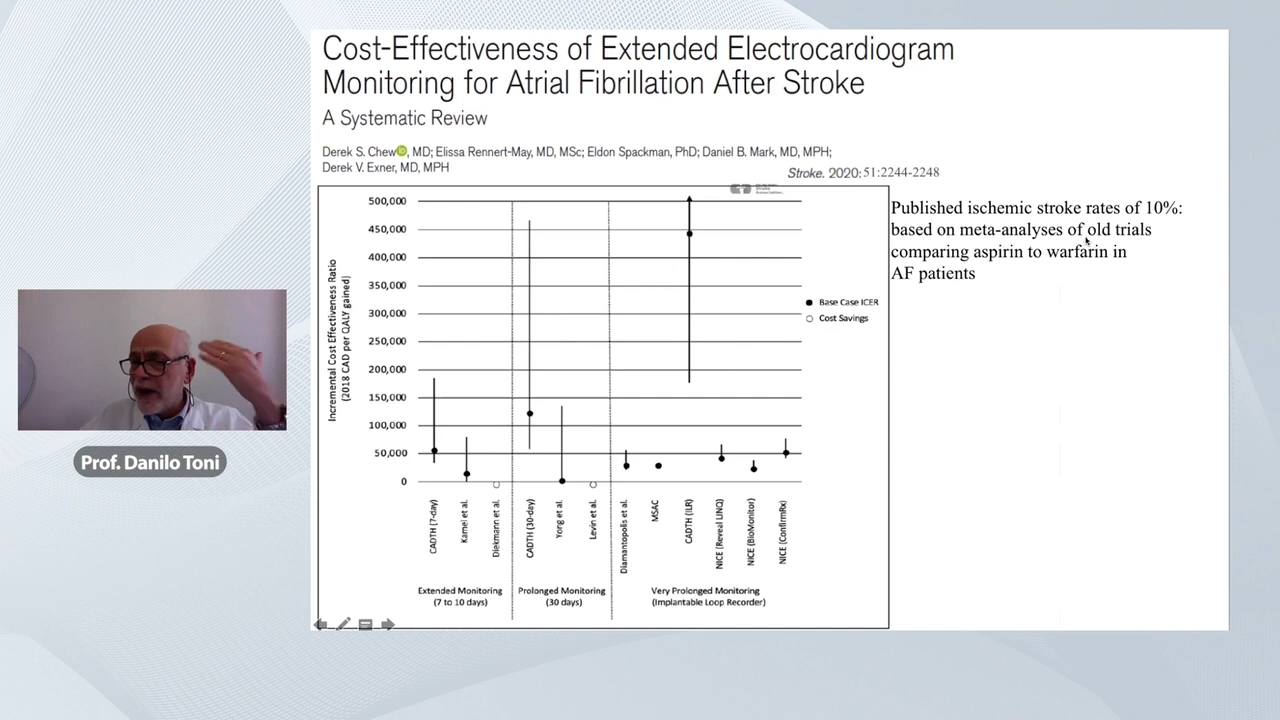 Cost-Effectiveness of Extended Electrocardiogram
Monitoring for Atrial Fibrillation After Stroke
A Systematic Review
Derek S. Chew, MD; Elissa Rennert-May, MD, MSc; Eldon Spackman, PhD; Daniel B. Mark, MD, MPH;
Derek V. Exner, MD, MPH
Stroke. 2020; 51:2244-2248
Incremental Cost Effectiveness Ratio
(2018 CAD per QALY gained)
500,000
450,000
400,000
350,000
300,000
250,000
200,000
150,000
100,000
50,000
0
Base Case ICER
Cost Savings
CADTH (7-day)
Kamel et al.
Diekmann et al.
CADTH (30-day)
Yong et al.
Levin et al.
Diamantopolis et al.
MSAC
CADTH (ILR)
NICE (Reveal LINQ)
NICE (BioMonitor)
NICE (ConfirmRx)
Extended Monitoring
(7 to 10 days)
Prolonged Monitoring
(30 days)
Very Prolonged Monitoring
(Implantable Loop Recorder)
Published ischemic stroke rates of 10%:
based on meta-analyses of old trials
comparing aspirin to warfarin in
AF patients
Prof. Danilo Toni